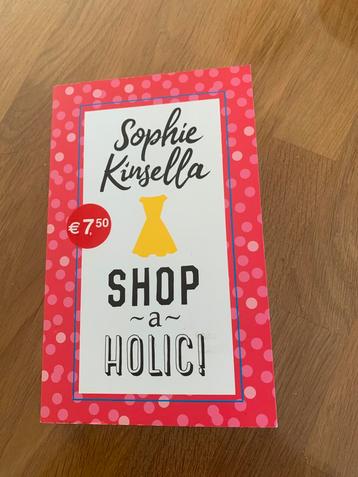 Sophie
Kinsella
€ 7,50
SHOP
~a~
HOLIC!